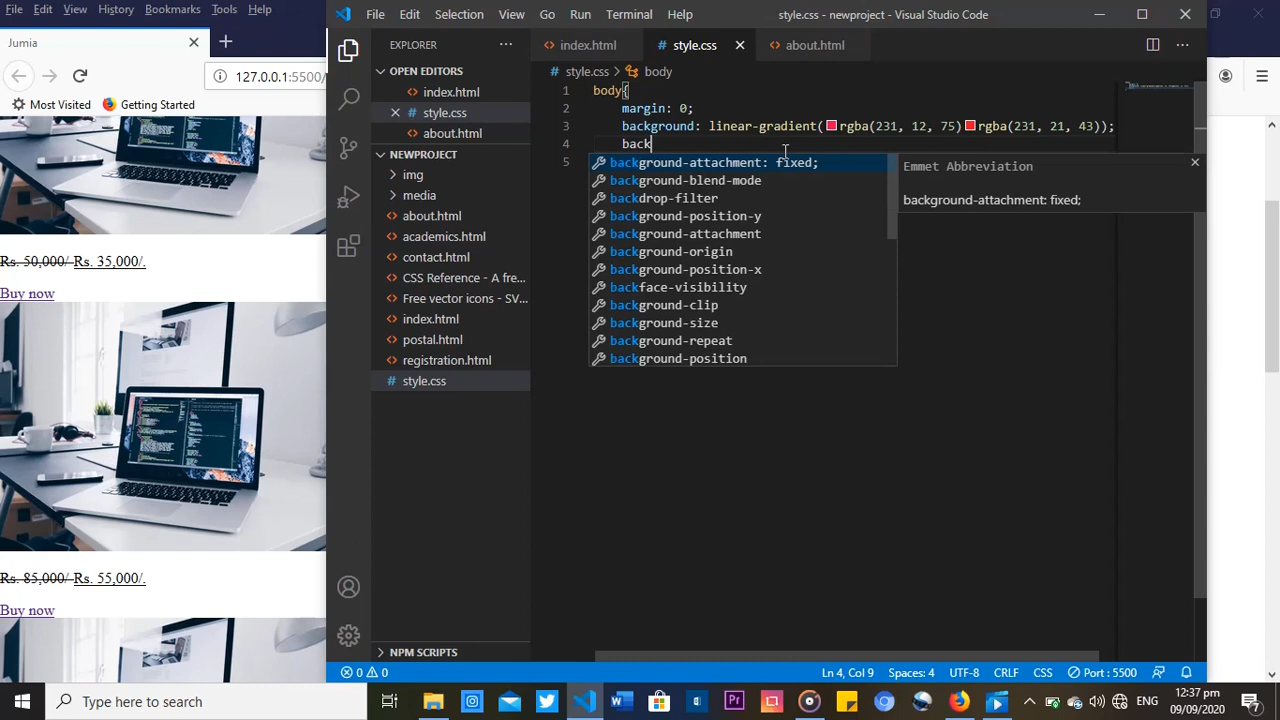 File Edit View History Bookmarks Tools Help
Jumia
127.0.0.1:5500/
Most Visited Getting Started
Rs. 50,000/- Rs. 35,000/.
Buy now
Rs. 85,000/- Rs. 55,000/.
Buy now
File Edit Selection View Go Run Terminal Help style.css - newproject - Visual Studio Code
EXPLORER
OPEN EDITORS
index.html
style.css
about.html
NEWPROJECT
img
media
about.html
academics.html
contact.html
CSS Reference - A fre...
Free vector icons - SV...
index.html
postal.html
registration.html
style.css
NPM SCRIPTS
index.html style.css about.html
style.css > body
1 body{
2 margin: 0;
3 background: linear-gradient(rgba(231, 12, 75)rgba(231, 21, 43));
4 back
5
background-attachment: fixed;
background-blend-mode
backdrop-filter
background-position-y
background-attachment
background-origin
background-position-x
backface-visibility
background-clip
background-size
background-repeat
background-position
Emmet Abbreviation
background-attachment: fixed;
0 0 Ln 4, Col 9 Spaces: 4 UTF-8 CRLF CSS Port : 5500
Type here to search
ENG
12:37 pm
09/09/2020
7